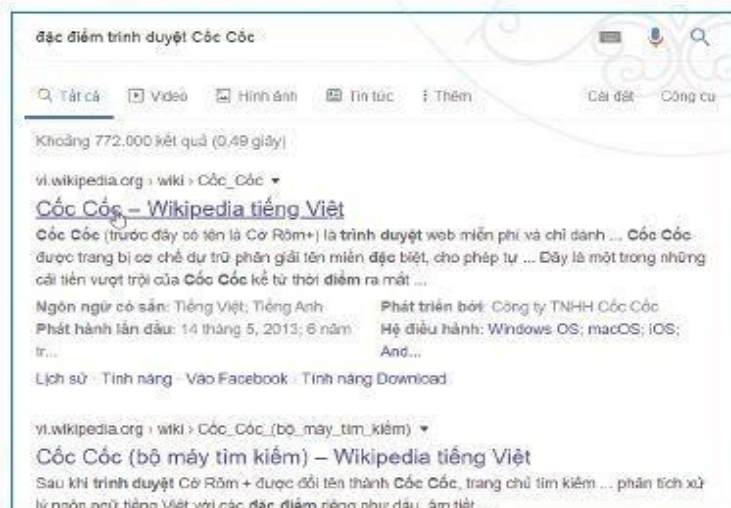 đặc điểm trình duyệt Cốc Cốc
Tất cả Video Hình ảnh Tin tức Thêm Cài đặt Công cụ
Khoảng 772.000 kết quả (0,49 giây)
vi.wikipedia.org › wiki › Cốc_Cốc
Cốc Cốc – Wikipedia tiếng Việt
Cốc Cốc (trước đây có tên là Cờ Rôm+) là trình duyệt web miễn phí và chỉ danh ... Cốc Cốc
được trang bị cơ chế dự trữ phân giải tên miền đặc biệt, cho phép tự ... Đây là một trong những
cải tiến vượt trội của Cốc Cốc kể từ thời điểm ra mắt ...
Ngôn ngữ có sẵn: Tiếng Việt; Tiếng Anh Phát triển bởi: Công ty TNHH Cốc Cốc
Phát hành lần đầu: 14 tháng 5, 2013; 6 năm Hệ điều hành: Windows OS; macOS; iOS;
tr... And...
Lịch sử · Tính năng · Vào Facebook · Tính năng Download
vi.wikipedia.org › wiki › Cốc_Cốc_(bộ_máy_tìm_kiếm)
Cốc Cốc (bộ máy tìm kiếm) – Wikipedia tiếng Việt
Sau khi trình duyệt Cờ Rôm + được đổi tên thành Cốc Cốc, trang chủ tìm kiếm ... phân tích xử
lý ngôn ngữ tiếng Việt với các đặc điểm riêng như dấu, âm tiết ...